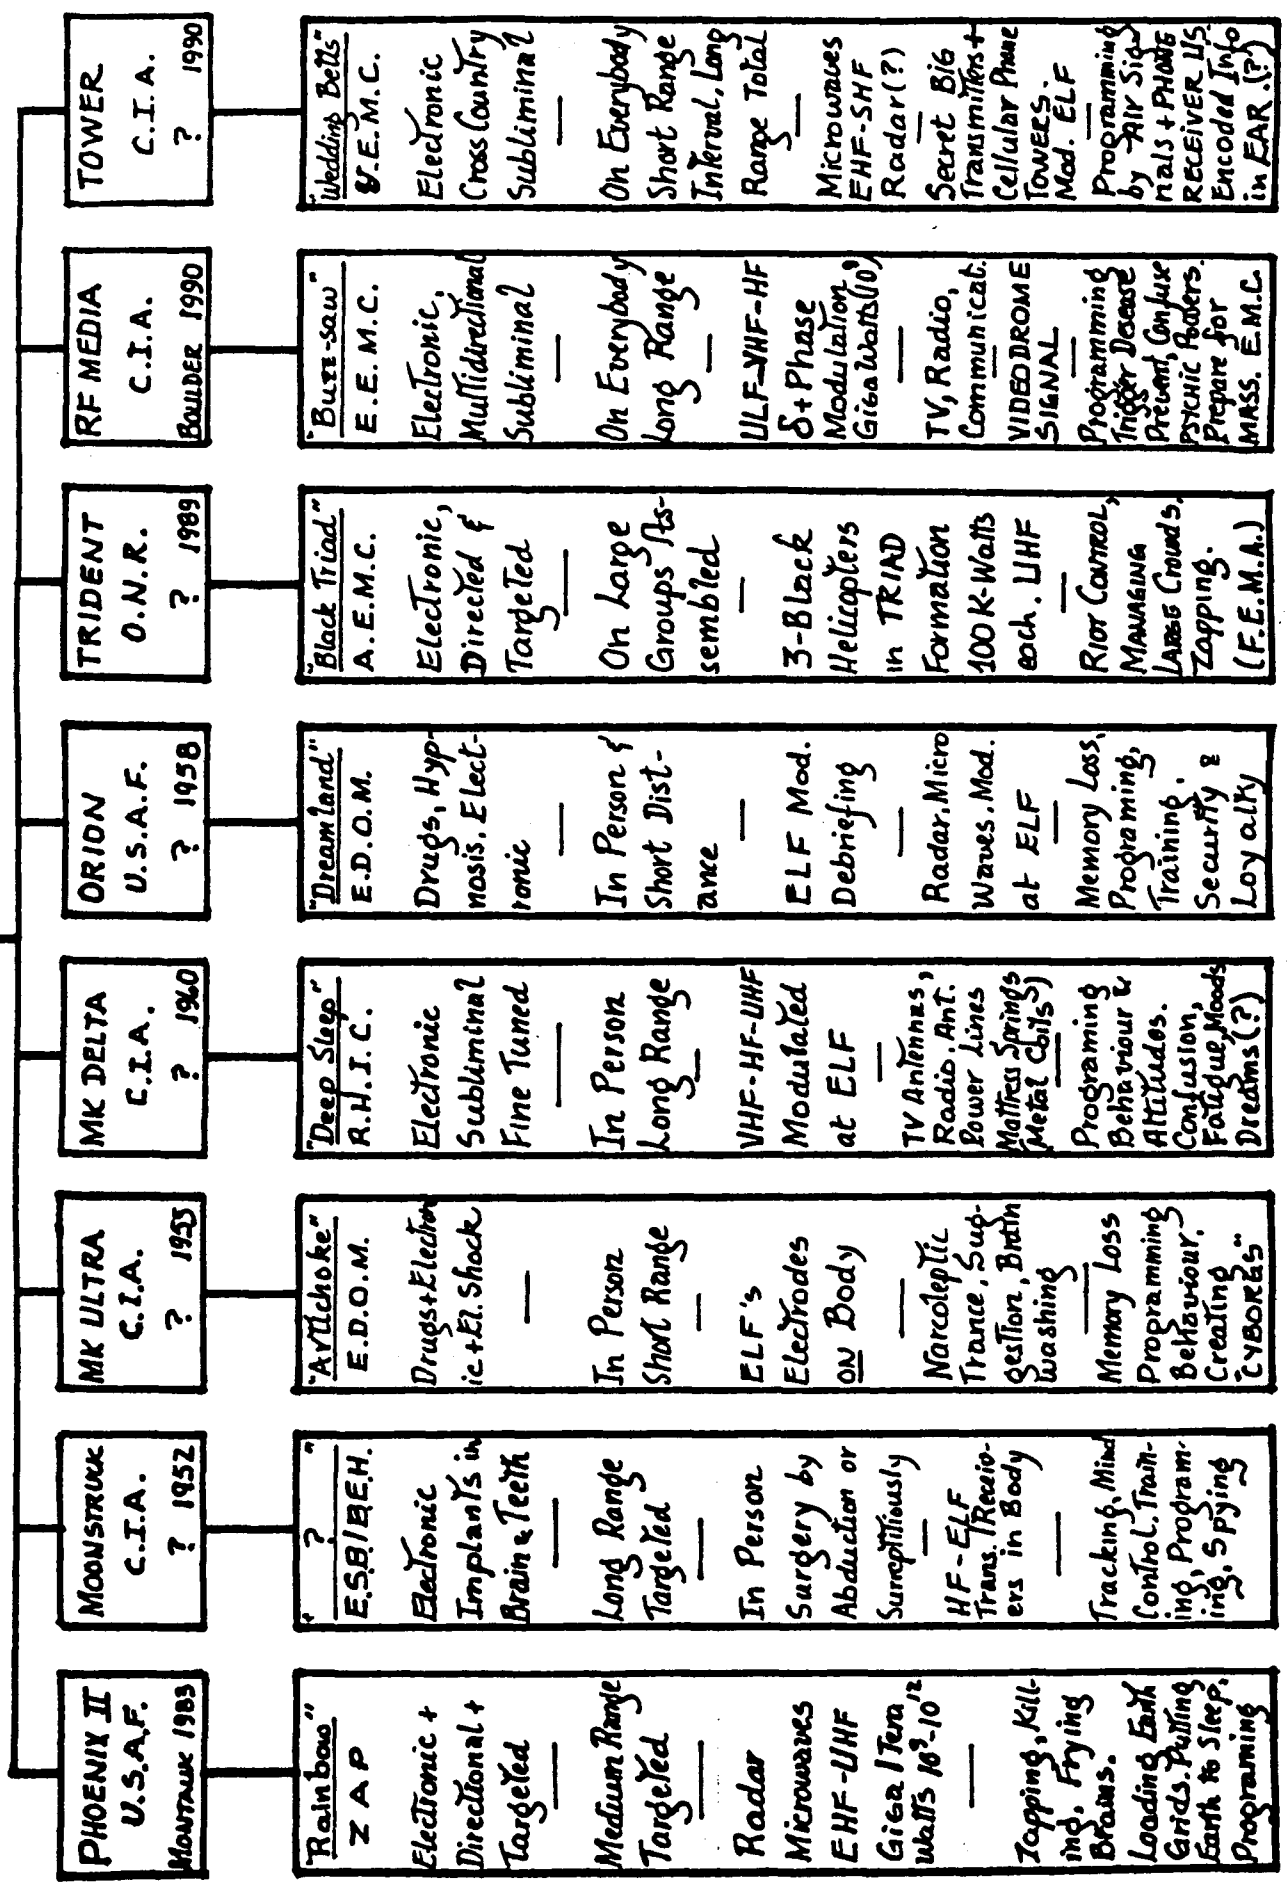 PHOENIX II
U.S.A.F.
MONTAUK 1983
"Rainbow"
Z A P
Electronic +
Directional +
Targeted
Medium Range
Targeted
Radar
Microwaves
EHF-UHF
Giga / Tera
Watts 10⁹-10¹²
Zapping, Kill-
ing, Frying
Brains.
Loading Earth
Grids. Putting
Earth to Sleep,
Programing
MOONSTRUCK
C.I.A.
? 1952
" ? "
E.S.B/E.E.H.
Electronic
Implants in
Brain & Teeth
Long Range
Targeted
In Person
Surgery by
Abduction or
Surreptitiously
HF-ELF
Trans./Receiv-
ers in Body
Tracking, Mind
Control. Train-
ing, Program-
ing, Spying
MK ULTRA
C.I.A.
? 1953
"Artichoke"
E.D.O.M.
Drugs+Electron
ic+El. Shock
In Person
Short Range
ELF's
Electrodes
ON Body
Narcoleptic
Trance, Sug-
gestion, Brain
washing
Memory Loss
Programming
Behaviour.
Creating
"CYBORGS"
MK DELTA
C.I.A.
? 1960
"Deep Sleep"
R.H.I.C.
Electronic
Subliminal
Fine Tuned
In Person
Long Range
VHF-HF-UHF
Modulated
at ELF
TV Antennas,
Radio. Ant.
Power Lines
Mattress Springs
Metal Coils)
Programing
Behaviour &
Attitudes.
Confusion,
Fatigue, Moods
Dreams(?)
ORION
U.S.A.F.
? 1958
"Dreamland"
E.D.O.M.
Drugs, Hyp-
nosis. Elect-
ronic
In Person &
Short Dist-
ance
ELF Mod.
Debriefing
Radar. Micro
Waves. Mod.
at ELF
Memory Loss,
Programing,
Training.
Security &
Loyalty
TRIDENT
O.N.R.
? 1989
"Black Triad"
A.E.M.C.
Electronic,
Directed &
Targeted
On Large
Groups As-
sembled
3-Black
Helicopters
in TRIAD
Formation
100 K-Watts
each. UHF
RIOT CONTROL,
MANAGING
LARGE Crowds.
Zapping.
(F.E.M.A.)
RF MEDIA
C.I.A.
BOULDER 1990
"Buzz-saw"
E.E.M.C.
Electronic,
Multidirectional
Subliminal
On Everybody
Long Range
ULF-VHF-HF
δ+Phase
Modulation
GigaWatts(10⁹)
TV, Radio,
Communicat.
VIDEODROME
SIGNAL
Programming
Trigger Desease
Prevent, Confuse
PSYCHIC Powers.
Prepare for
MASS. E.M.C.
TOWER
C.I.A.
? 1990
"Wedding Bells"
E.M.C.
Electronic
Cross Country
Subliminal
On Everybody
Short Range
Interval, Long
Range Total
Microwaves
EHF-SHF
Radar(?)
Secret BIG
Transmitters +
Cellular Phone
TOWERS.
Mod. ELF
Programming
by Air Sig-
nals + PHONE
RECEIVER
Encoded Info
in EAR.(?)